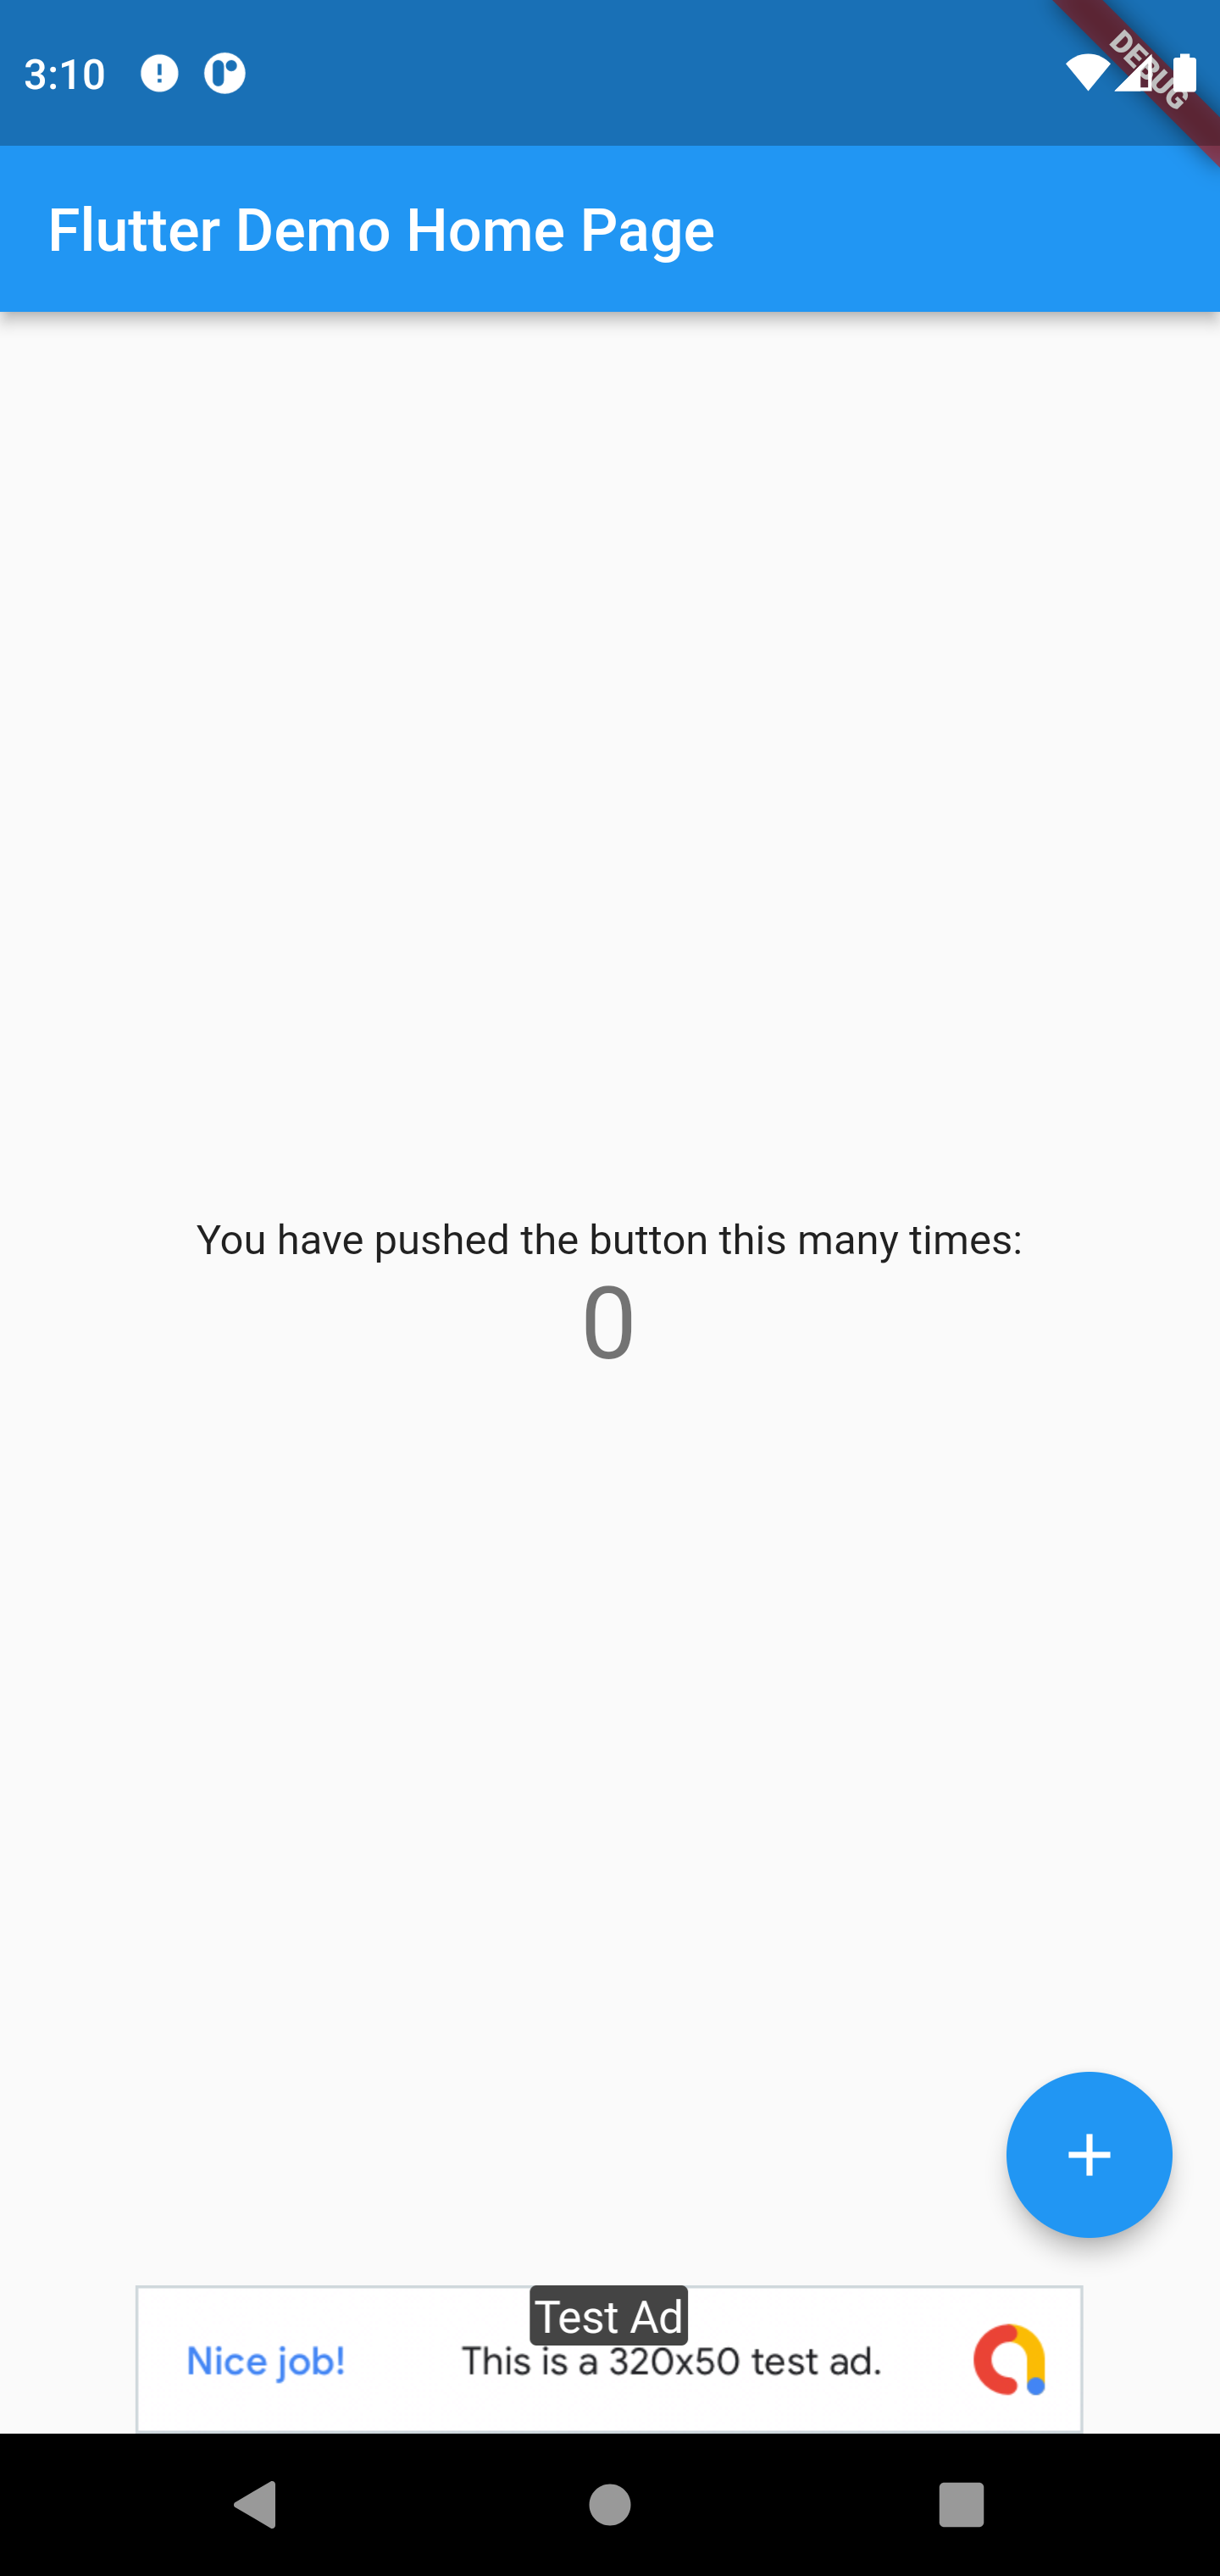 3:10
DEBUG
Flutter Demo Home Page
You have pushed the button this many times:
0
Test Ad
Nice job!
This is a 320x50 test ad.